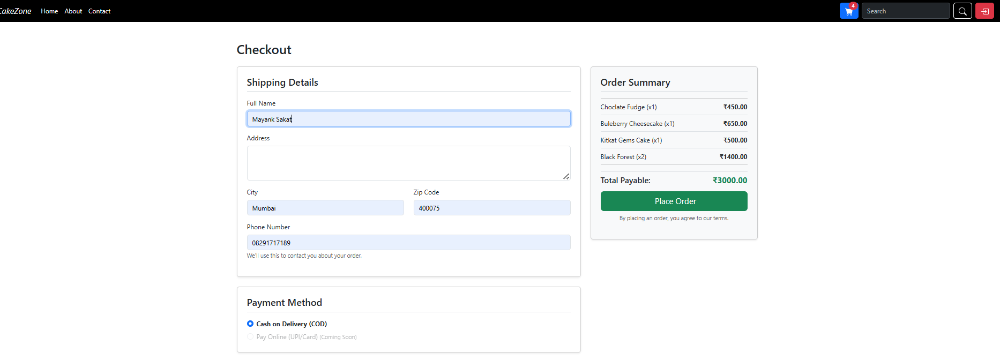 CakeZone Home About Contact 4 Search
Checkout
Shipping Details
Full Name
Mayank Sakat
Address
City Zip Code
Mumbai 400075
Phone Number
08291717189
We'll use this to contact you about your order.
Payment Method
Cash on Delivery (COD)
Pay Online (UPI/Card) (Coming Soon)
Order Summary
Choclate Fudge (x1) ₹450.00
Buleberry Cheesecake (x1) ₹650.00
Kitkat Gems Cake (x1) ₹500.00
Black Forest (x2) ₹1400.00
Total Payable: ₹3000.00
Place Order
By placing an order, you agree to our terms.